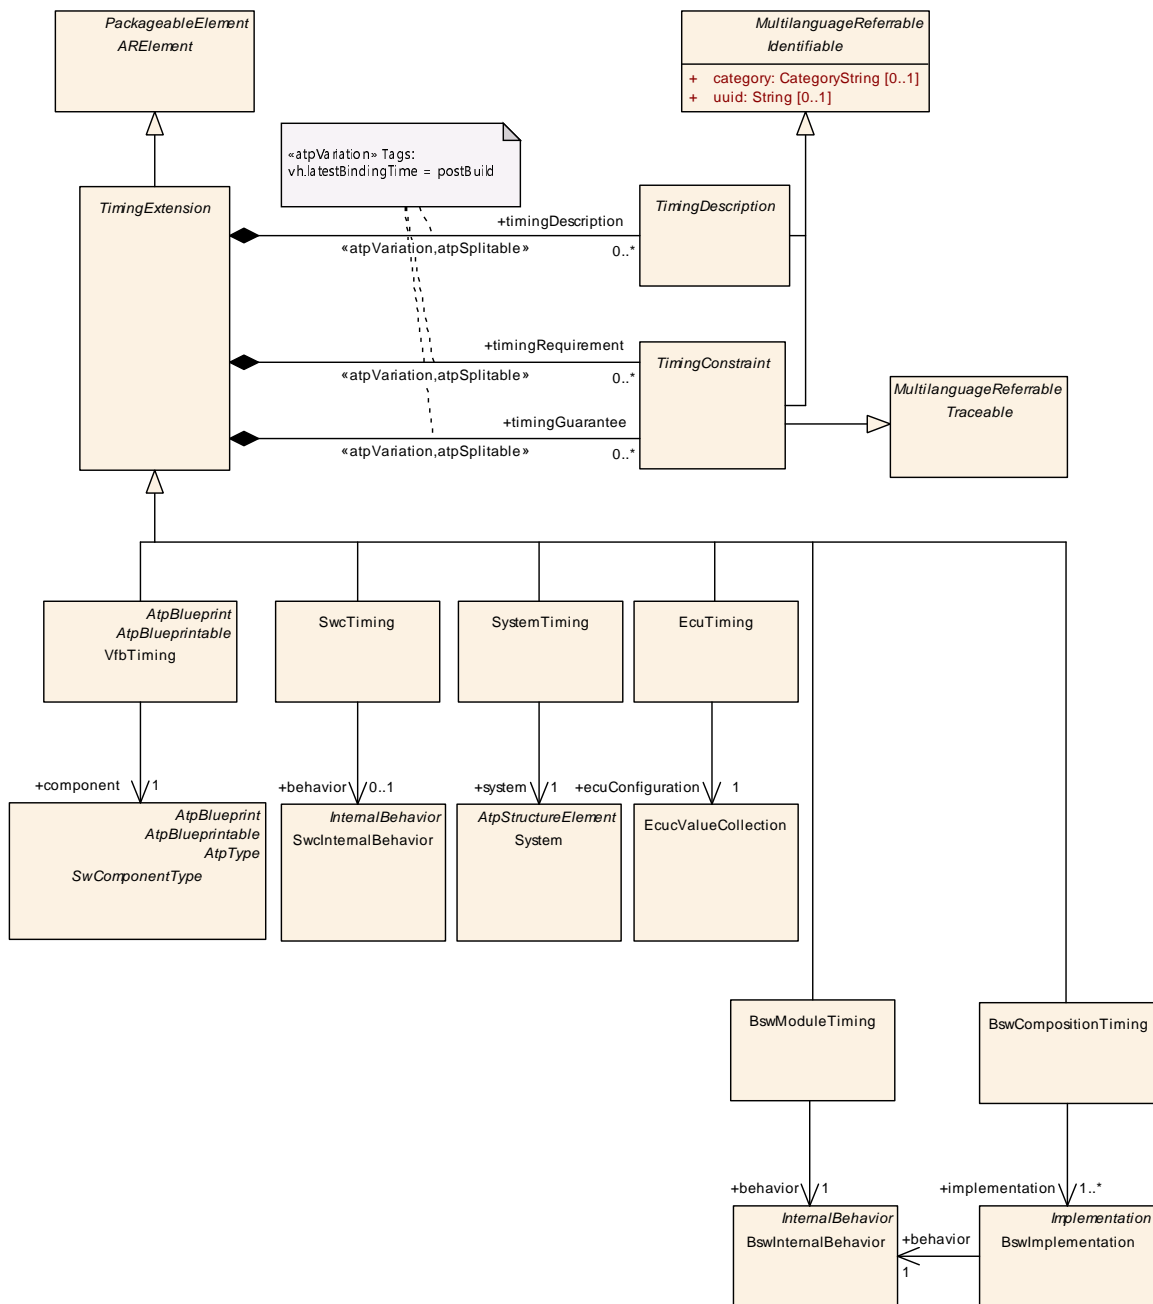 PackageableElement
ARElement
MultilanguageReferrable
Identifiable
+ category: CategoryString [0..1]
+ uuid: String [0..1]
«atpVariation» Tags:
vh.latestBindingTime = postBuild
TimingExtension
+timingDescription
«atpVariation,atpSplitable»
0..*
TimingDescription
+timingRequirement
«atpVariation,atpSplitable»
0..*
TimingConstraint
+timingGuarantee
«atpVariation,atpSplitable»
0..*
MultilanguageReferrable
Traceable
AtpBlueprint
AtpBlueprintable
VfbTiming
SwcTiming
SystemTiming
EcuTiming
+component 1
+behavior 0..1
+system 1
+ecuConfiguration 1
AtpBlueprint
AtpBlueprintable
AtpType
SwComponentType
InternalBehavior
SwcInternalBehavior
AtpStructureElement
System
EcucValueCollection
BswModuleTiming
BswCompositionTiming
+behavior 1
+implementation 1..*
InternalBehavior
BswInternalBehavior
+behavior
1
Implementation
BswImplementation